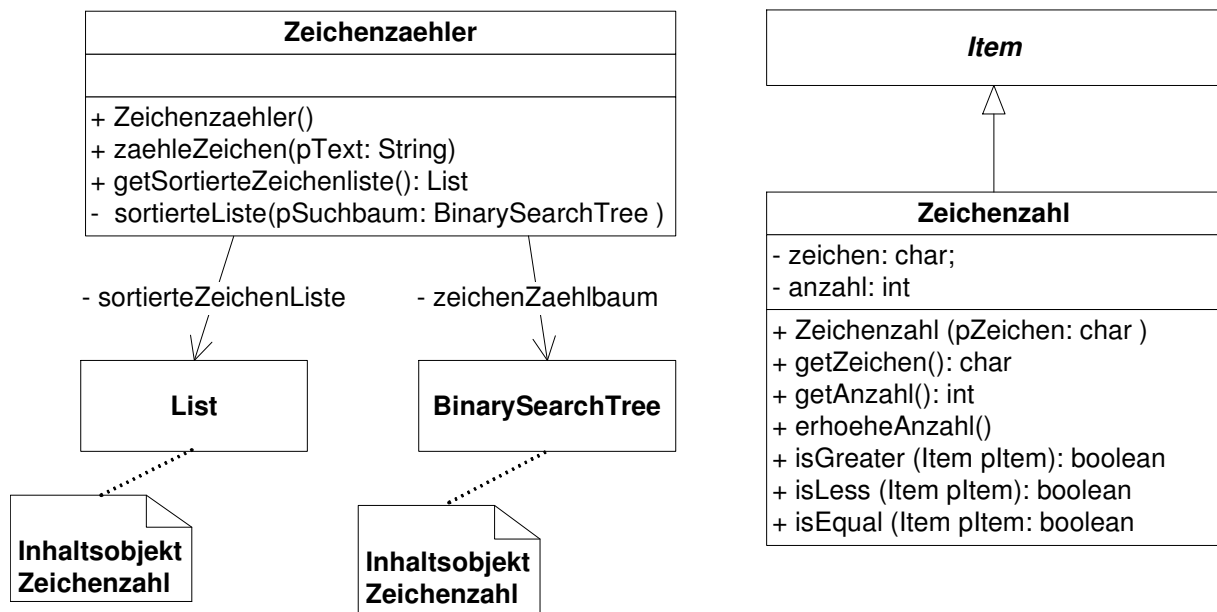 Zeichenzaehler
+ Zeichenzaehler()
+ zaehleZeichen(pText: String)
+ getSortierteZeichenliste(): List
- sortierteListe(pSuchbaum: BinarySearchTree )
- sortierteZeichenListe
- zeichenZaehlbaum
List
BinarySearchTree
Inhaltsobjekt
Zeichenzahl
Inhaltsobjekt
Zeichenzahl
Item
Zeichenzahl
- zeichen: char;
- anzahl: int
+ Zeichenzahl (pZeichen: char )
+ getZeichen(): char
+ getAnzahl(): int
+ erhoeheAnzahl()
+ isGreater (Item pItem): boolean
+ isLess (Item pItem): boolean
+ isEqual (Item pItem: boolean